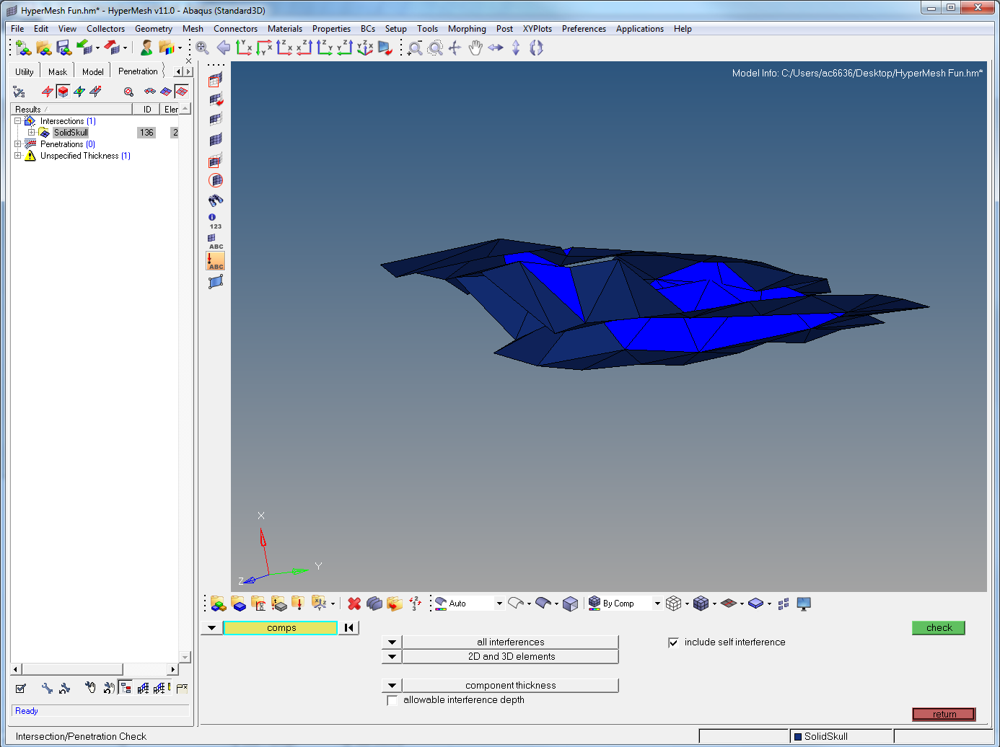 HyperMesh Fun.hm* - HyperMesh v11.0 - Abaqus (Standard3D)
File Edit View Collectors Geometry Mesh Connectors Materials Properties BCs Setup Tools Morphing Post XYPlots Preferences Applications Help
Utility Mask Model Penetration
Model Info: C:/Users/ac6636/Desktop/HyperMesh Fun.hm*
Results / ID Eler
Intersections (1)
SolidSkull 136 2
Penetrations (0)
Unspecified Thickness (1)
123
ABC
ABC
X
Y
Z
Auto By Comp
comps check
all interferences include self interference
2D and 3D elements
component thickness
allowable interference depth
Ready
return
Intersection/Penetration Check SolidSkull